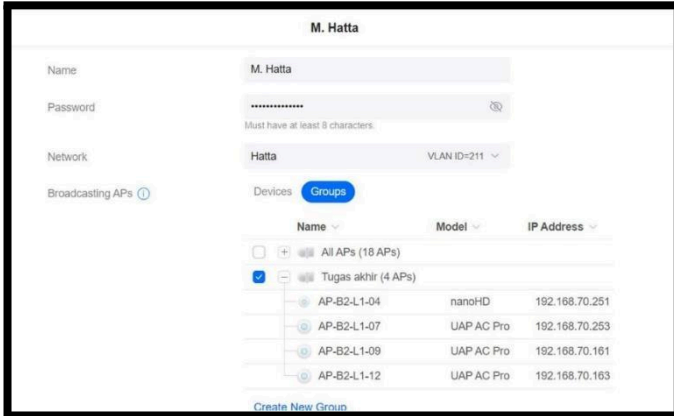 M. Hatta
Name M. Hatta
Password ••••••••••••••
Must have at least 8 characters.
Network Hatta VLAN ID=211
Broadcasting APs Devices Groups
Name Model IP Address
All APs (18 APs)
Tugas akhir (4 APs)
AP-B2-L1-04 nanoHD 192.168.70.251
AP-B2-L1-07 UAP AC Pro 192.168.70.253
AP-B2-L1-09 UAP AC Pro 192.168.70.161
AP-B2-L1-12 UAP AC Pro 192.168.70.163
Create New Group